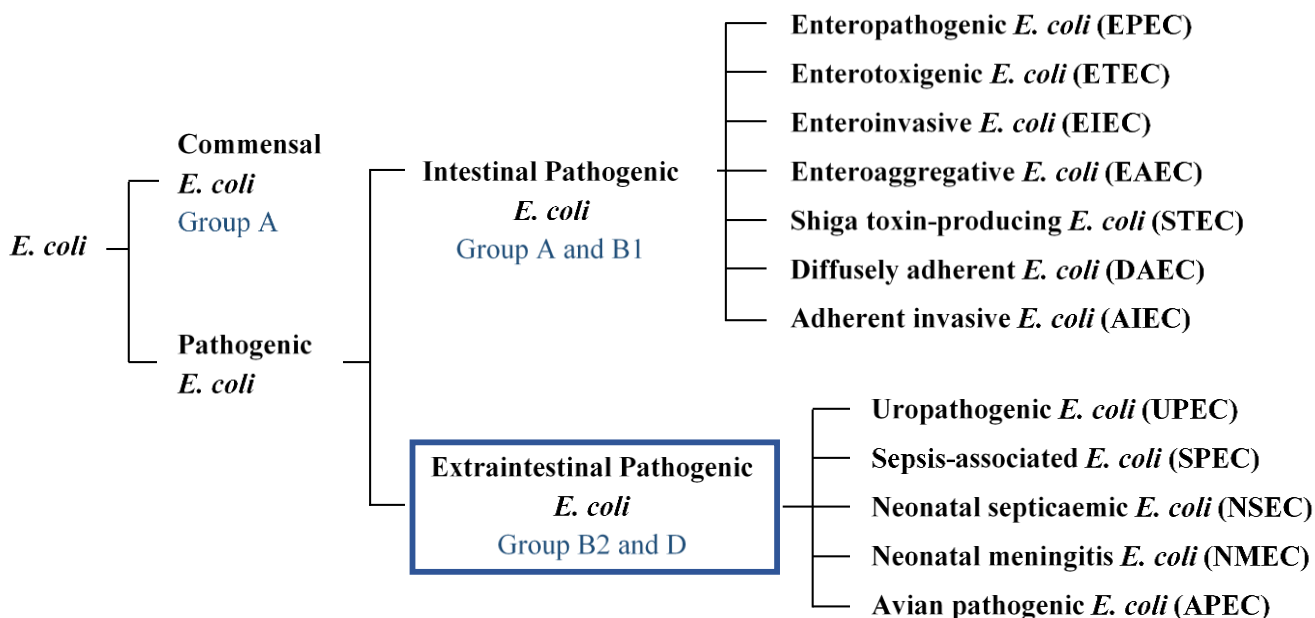 E. coli
Commensal
E. coli
Group A
Pathogenic
E. coli
Intestinal Pathogenic
E. coli
Group A and B1
Enteropathogenic E. coli (EPEC)
Enterotoxigenic E. coli (ETEC)
Enteroinvasive E. coli (EIEC)
Enteroaggregative E. coli (EAEC)
Shiga toxin-producing E. coli (STEC)
Diffusely adherent E. coli (DAEC)
Adherent invasive E. coli (AIEC)
Extraintestinal Pathogenic
E. coli
Group B2 and D
Uropathogenic E. coli (UPEC)
Sepsis-associated E. coli (SPEC)
Neonatal septicaemic E. coli (NSEC)
Neonatal meningitis E. coli (NMEC)
Avian pathogenic E. coli (APEC)